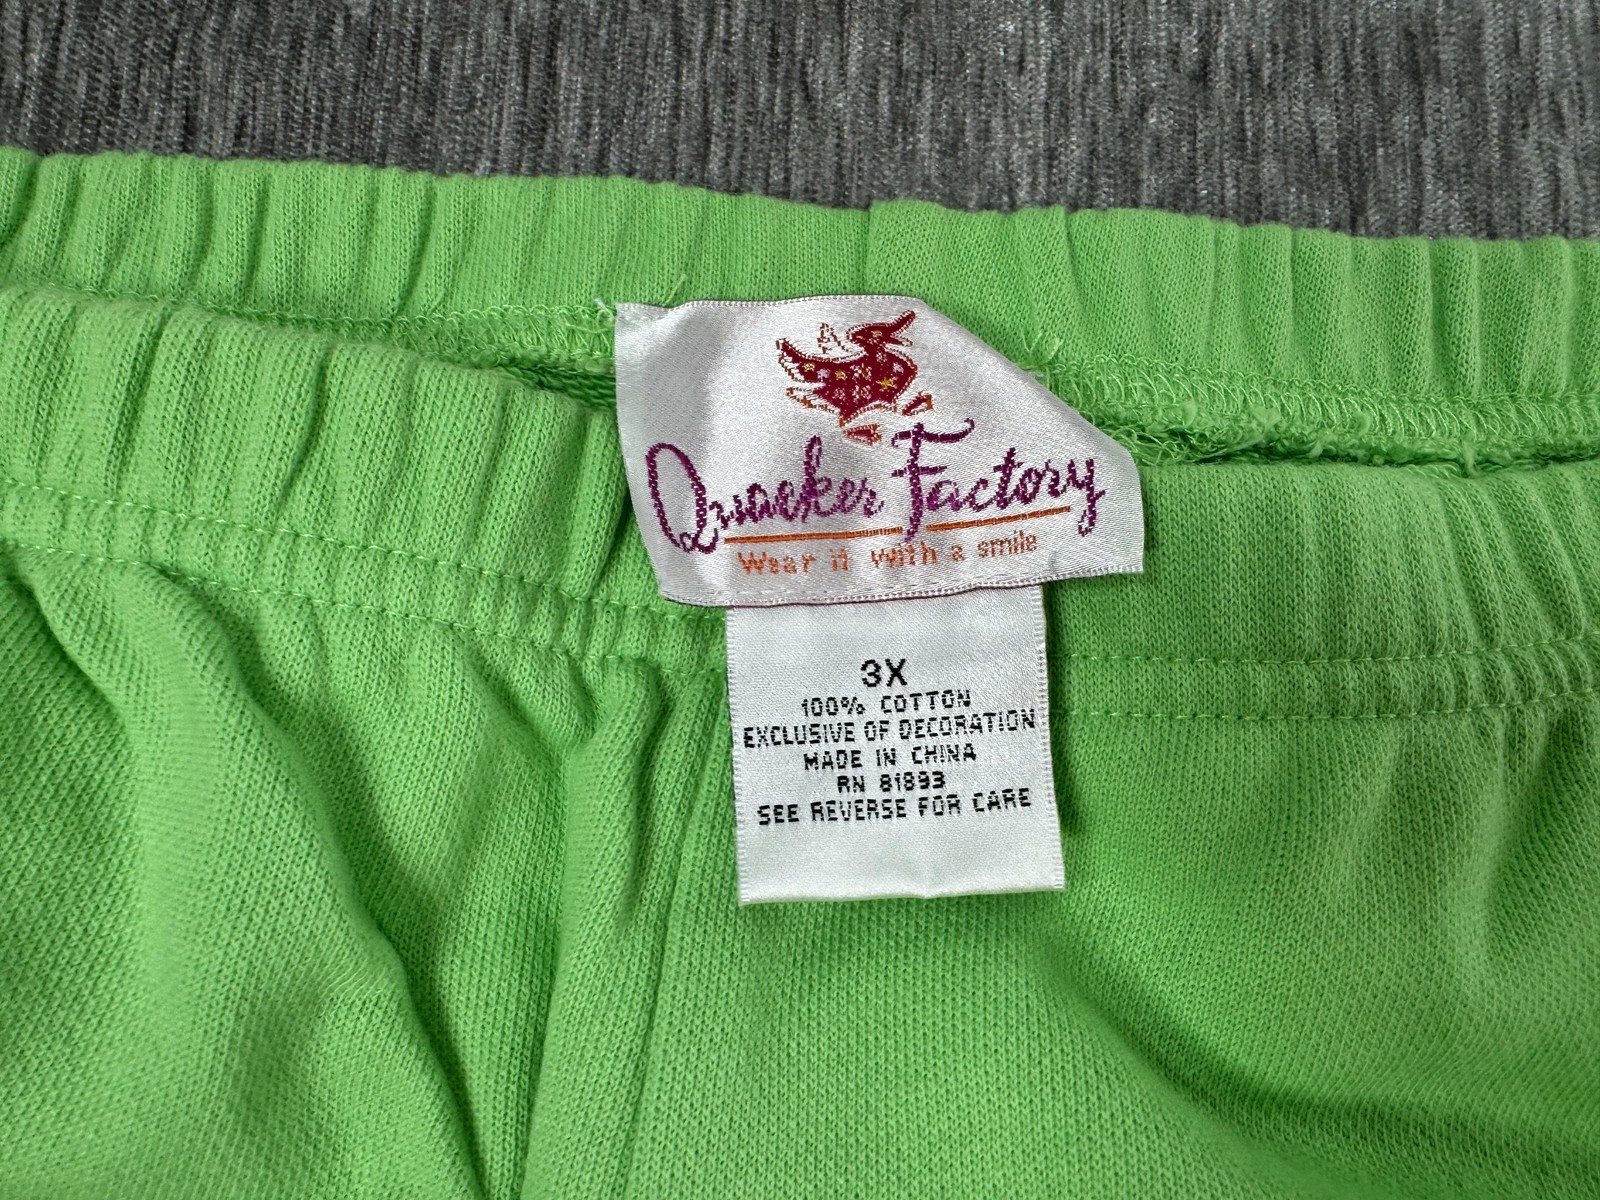 Quacker Factory
Wear it with a smile
3X
100% COTTON
EXCLUSIVE OF DECORATION
MADE IN CHINA
RN 81893
SEE REVERSE FOR CARE